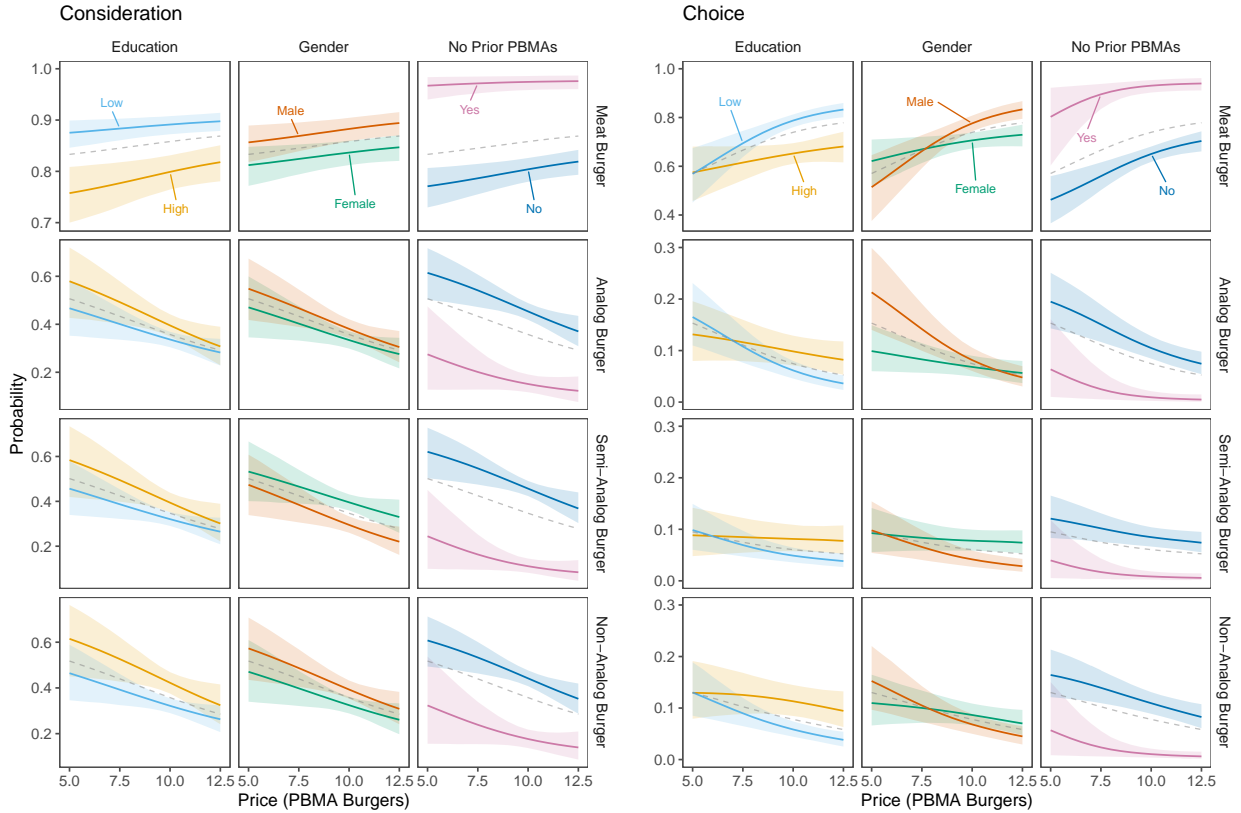 Consideration
Choice
Education
Gender
No Prior PBMAs
Education
Gender
No Prior PBMAs
1.0
0.9
0.8
0.7
Low
High
Male
Female
Yes
No
Meat Burger
1.0
0.8
0.6
0.4
Low
High
Male
Female
Yes
No
Meat Burger
0.6
0.4
0.2
Analog Burger
0.3
0.2
0.1
0.0
Analog Burger
Probability
0.6
0.4
0.2
Semi−Analog Burger
0.3
0.2
0.1
0.0
Semi−Analog Burger
0.6
0.4
0.2
Non−Analog Burger
0.3
0.2
0.1
0.0
Non−Analog Burger
5.0 7.5 10.0 12.5 5.0 7.5 10.0 12.5 5.0 7.5 10.0 12.5
Price (PBMA Burgers)
5.0 7.5 10.0 12.5 5.0 7.5 10.0 12.5 5.0 7.5 10.0 12.5
Price (PBMA Burgers)